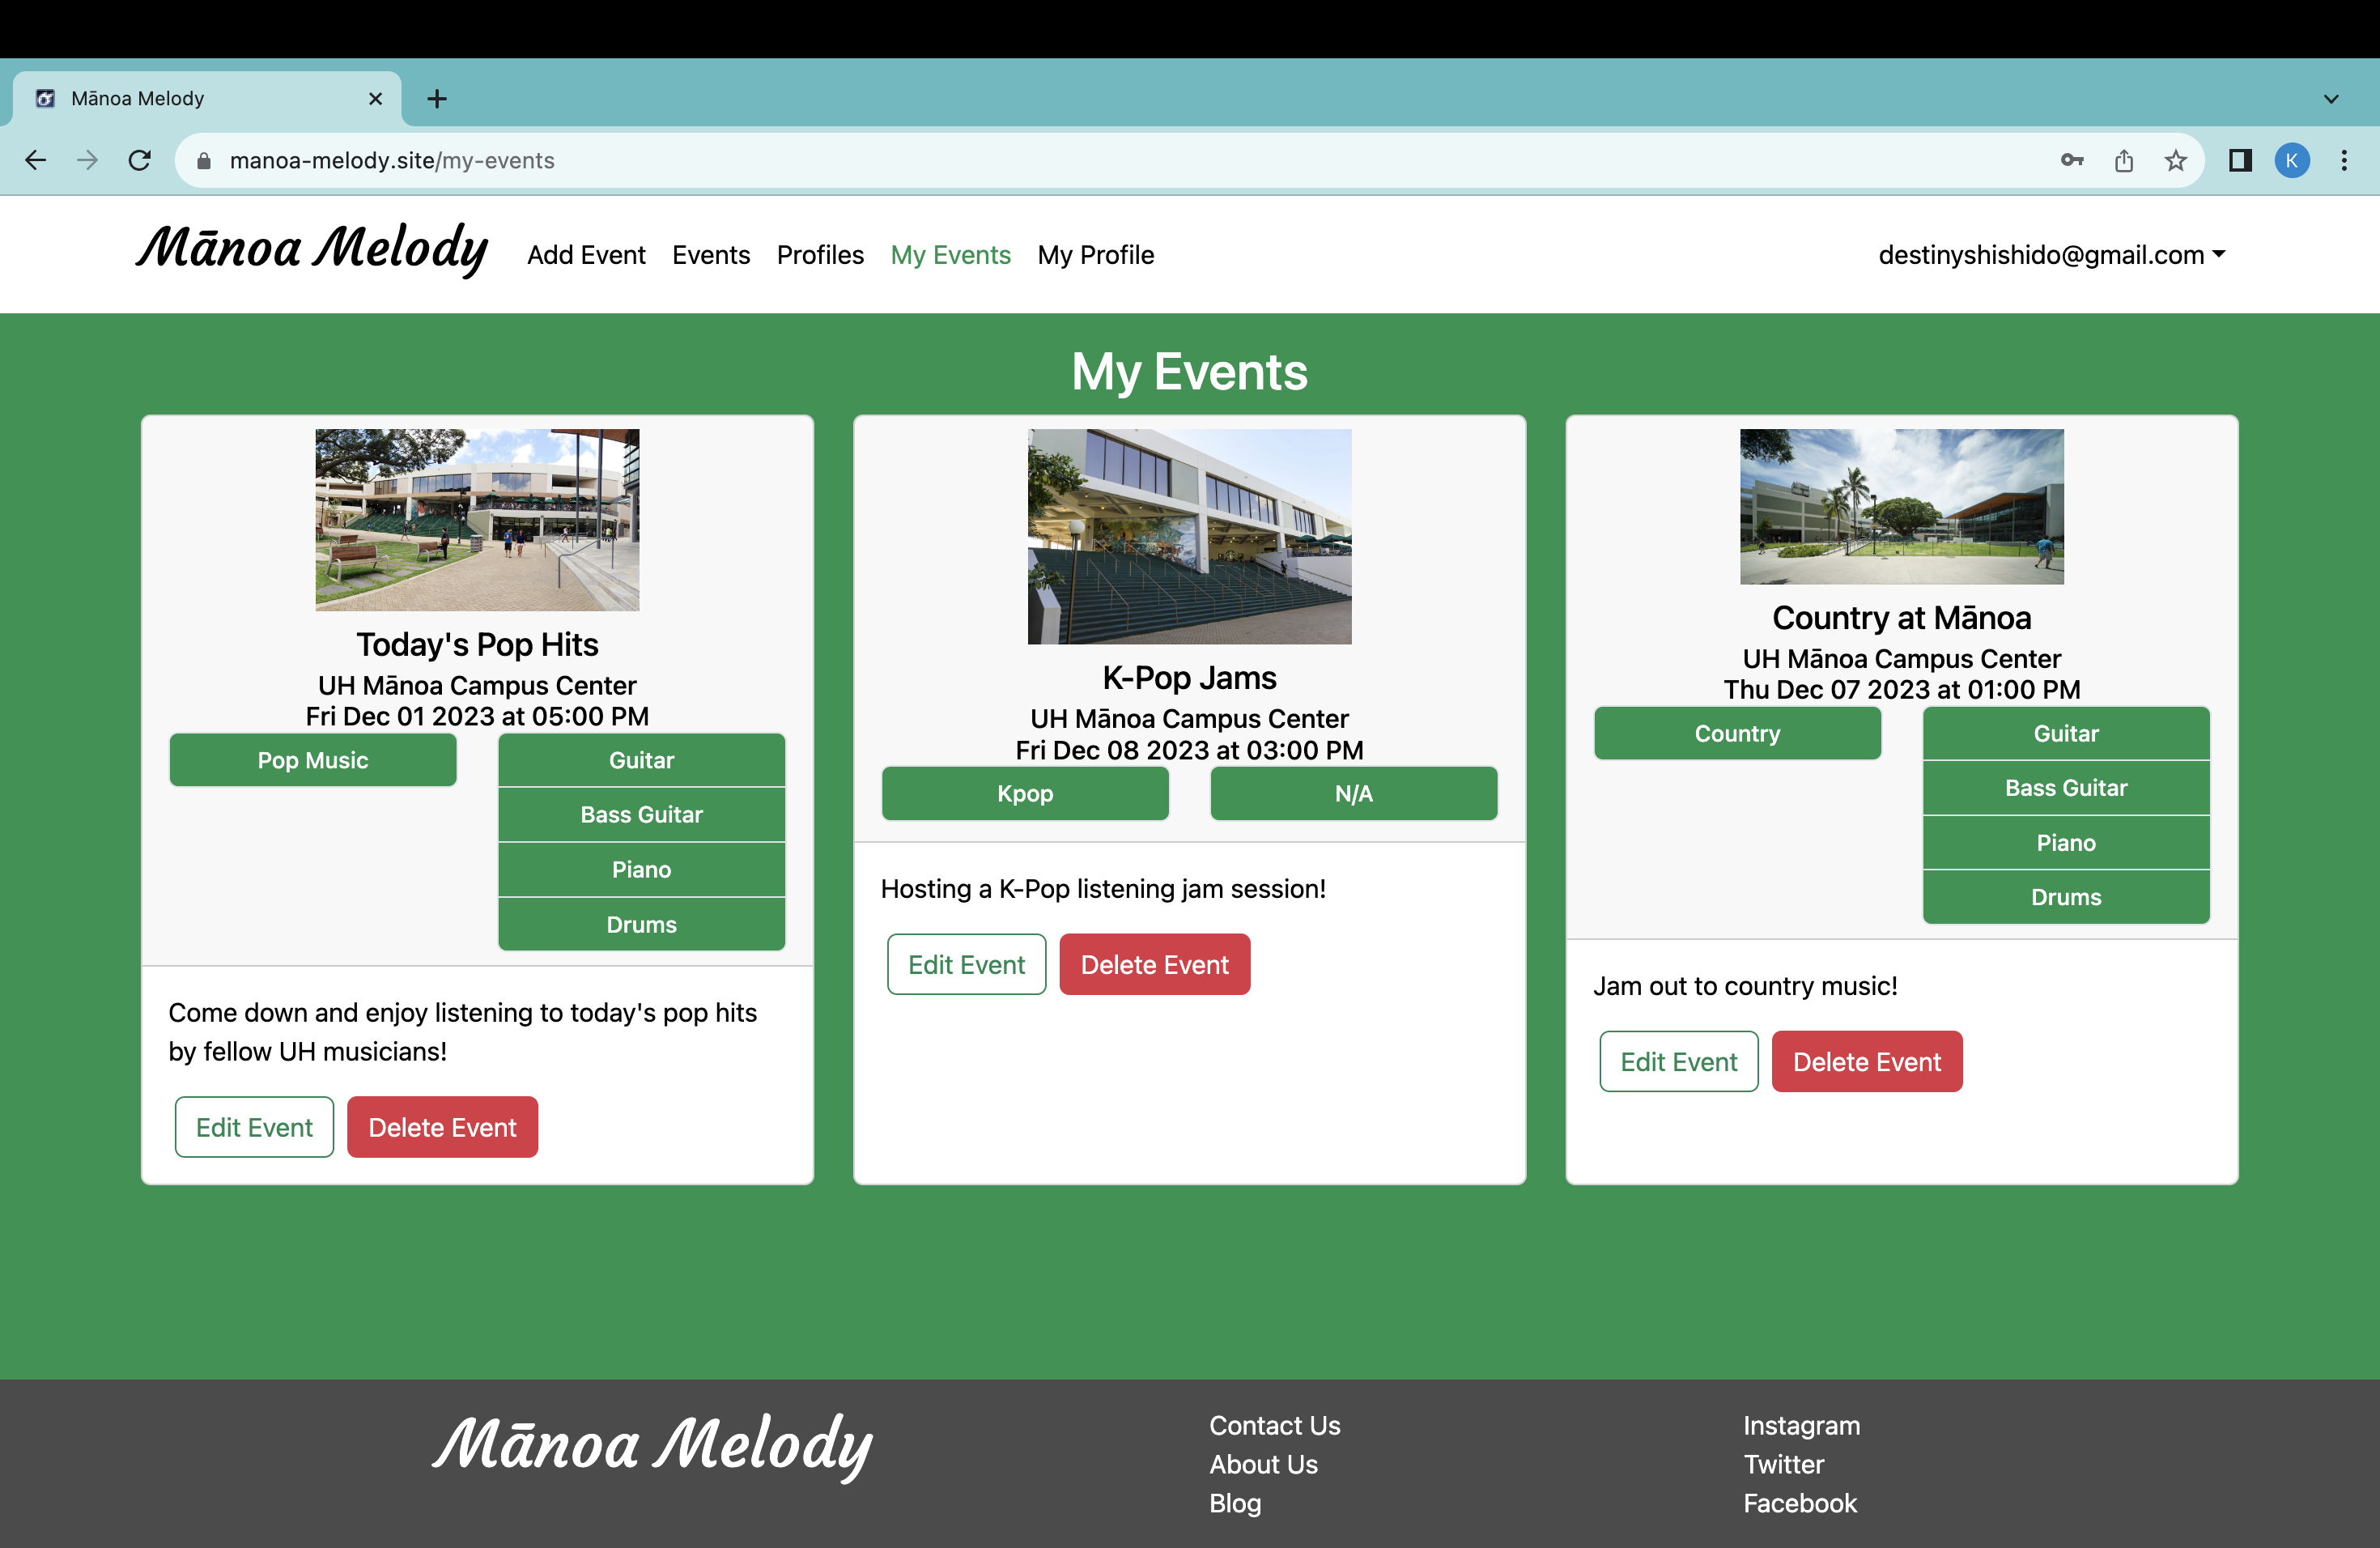 Mānoa Melody
manoa-melody.site/my-events
K
Mānoa Melody
Add Event
Events
Profiles
My Events
My Profile
destinyshishido@gmail.com
My Events
Today's Pop Hits
UH Mānoa Campus Center
Fri Dec 01 2023 at 05:00 PM
Pop Music
Guitar
Bass Guitar
Piano
Drums
Come down and enjoy listening to today's pop hits
by fellow UH musicians!
Edit Event
Delete Event
K-Pop Jams
UH Mānoa Campus Center
Fri Dec 08 2023 at 03:00 PM
Kpop
N/A
Hosting a K-Pop listening jam session!
Edit Event
Delete Event
Country at Mānoa
UH Mānoa Campus Center
Thu Dec 07 2023 at 01:00 PM
Country
Guitar
Bass Guitar
Piano
Drums
Jam out to country music!
Edit Event
Delete Event
Mānoa Melody
Contact Us
About Us
Blog
Instagram
Twitter
Facebook